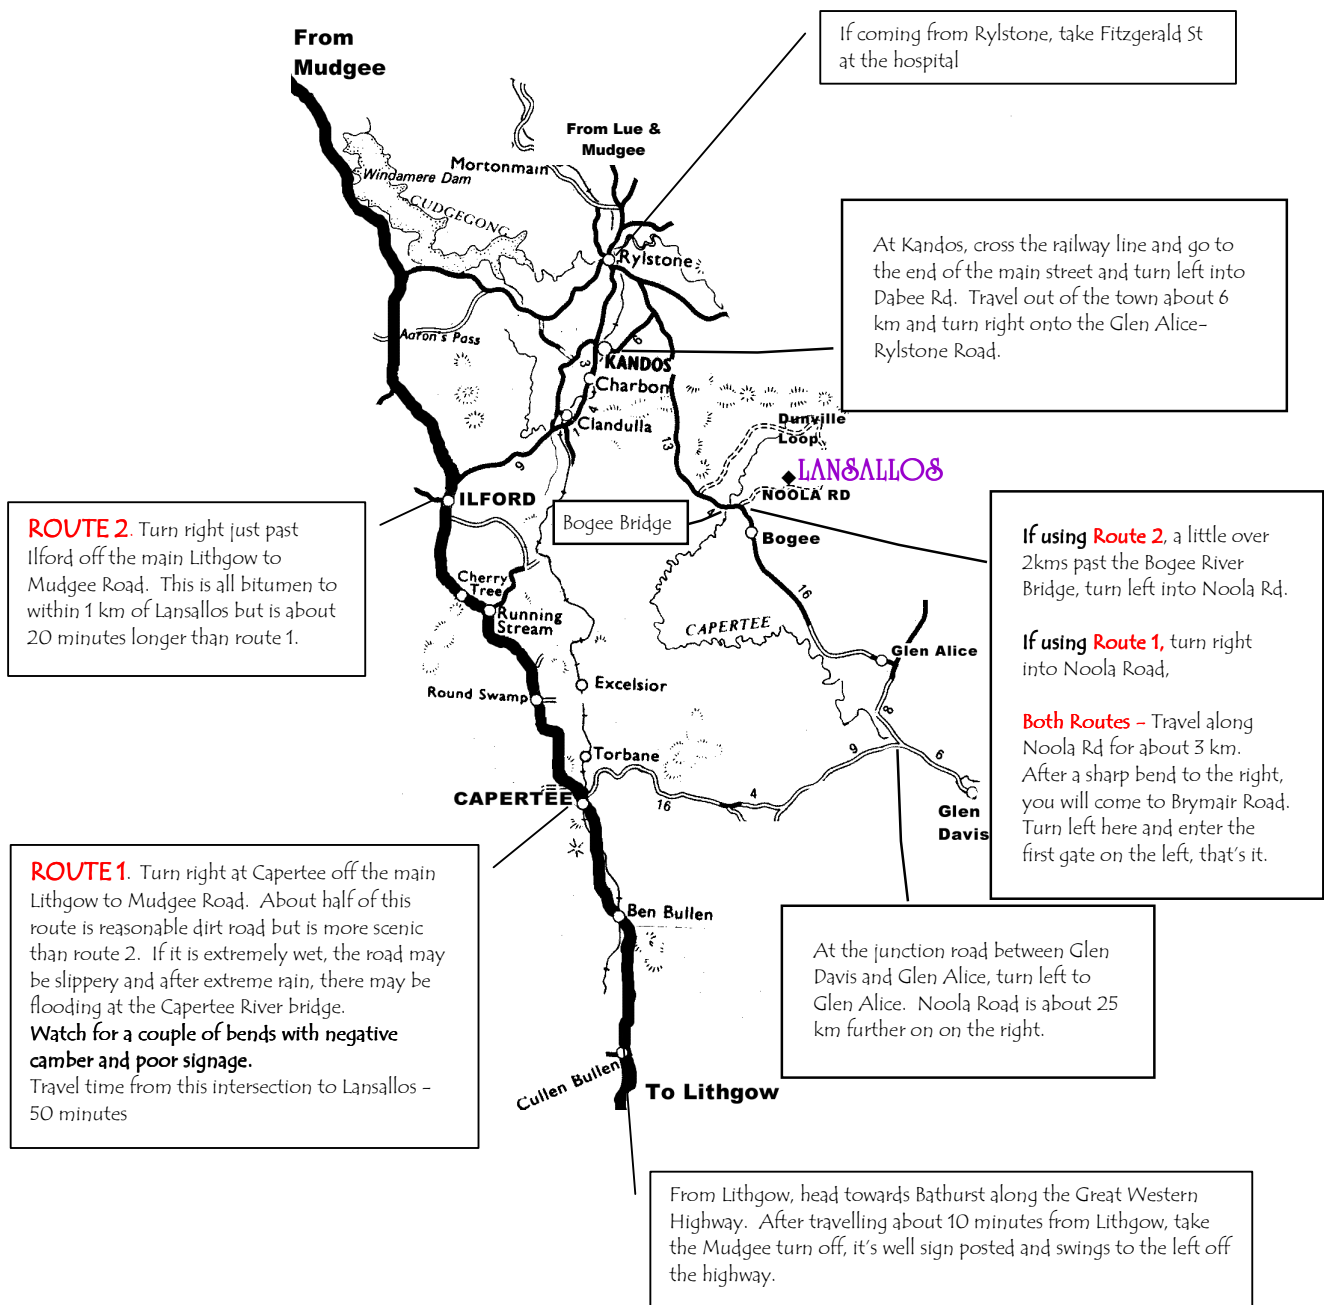 From
Mudgee
If coming from Rylstone, take Fitzgerald St
at the hospital
From Lue &
Mudgee
Mortonmain
Windamere Dam
CUDGEGONG
Rylstone
At Kandos, cross the railway line and go to
the end of the main street and turn left into
Dabee Rd.  Travel out of the town about 6
km and turn right onto the Glen Alice-
Rylstone Road.
Aaron's Pass
6
3
KANDOS
Charbon
4
Clandulla
Dunville
Loop
13
9
LANSALLOS
NOOLA RD
ILFORD
4
Bogee Bridge
Bogee
ROUTE 2. Turn right just past
Ilford off the main Lithgow to
Mudgee Road.  This is all bitumen to
within 1 km of Lansallos but is about
20 minutes longer than route 1.
If using Route 2, a little over
2kms past the Bogee River
Bridge, turn left into Noola Rd.
If using Route 1, turn right
into Noola Road,
Both Routes – Travel along
Noola Rd for about 3 km.
After a sharp bend to the right,
you will come to Brymair Road.
Turn left here and enter the
first gate on the left, that's it.
Cherry
Tree
Running
Stream
16
CAPERTEE
Glen Alice
Round Swamp
Excelsior
8
Torbane
9
6
CAPERTEE
16
4
Glen
Davis
ROUTE 1.  Turn right at Capertee off the main
Lithgow to Mudgee Road.  About half of this
route is reasonable dirt road but is more scenic
than route 2.  If it is extremely wet, the road may
be slippery and after extreme rain, there may be
flooding at the Capertee River bridge.
Watch for a couple of bends with negative
camber and poor signage.
Travel time from this intersection to Lansallos –
50 minutes
Ben Bullen
At the junction road between Glen
Davis and Glen Alice, turn left to
Glen Alice.  Noola Road is about 25
km further on on the right.
Cullen Bullen
To Lithgow
From Lithgow, head towards Bathurst along the Great Western
Highway.  After travelling about 10 minutes from Lithgow, take
the Mudgee turn off, it's well sign posted and swings to the left off
the highway.